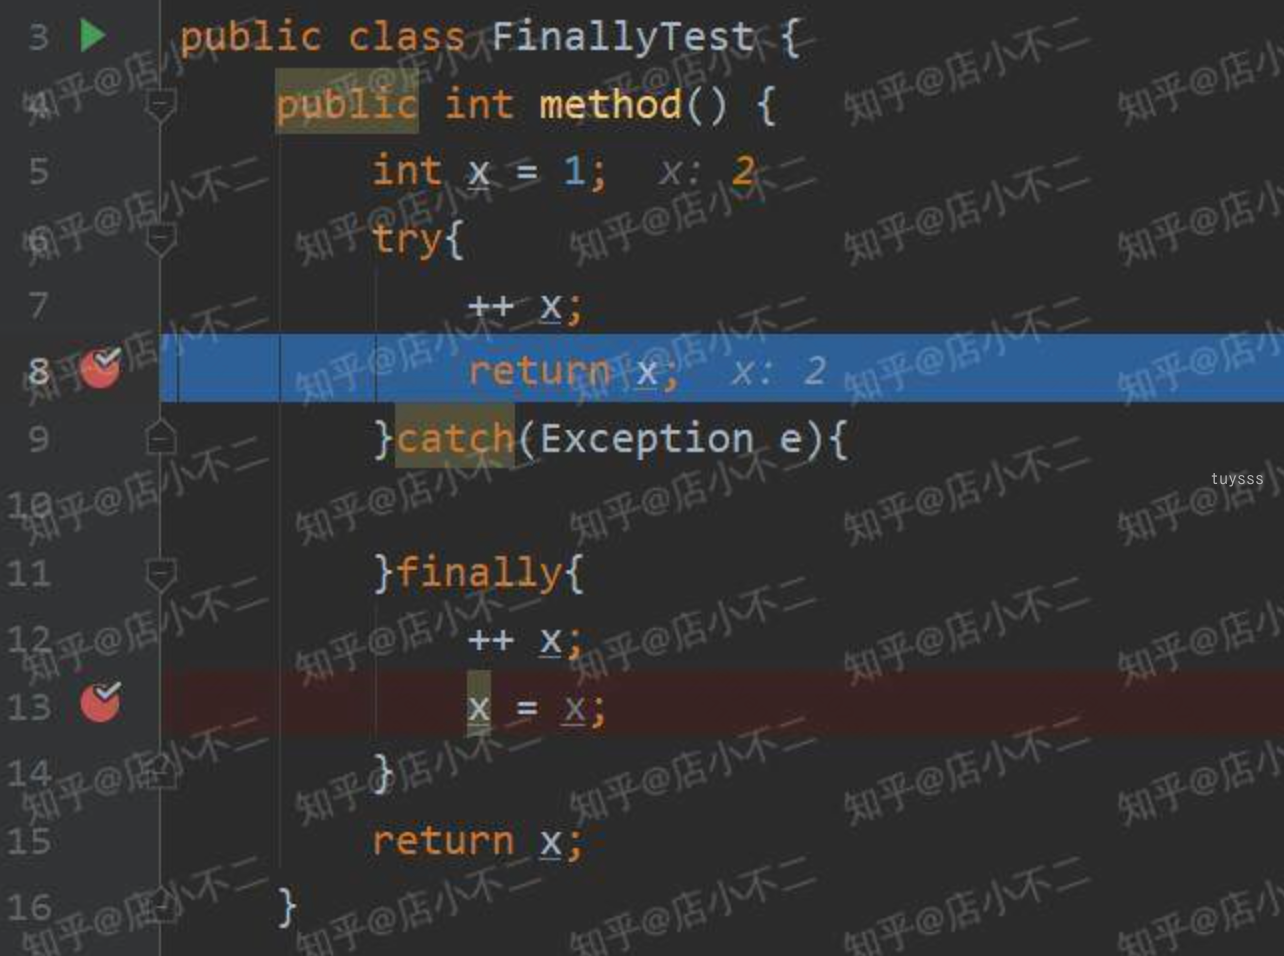 3 public class FinallyTest {
4 public int method() {
5 int x = 1; x: 2
6 try{
7 ++ x;
8 return x; x: 2
9 }catch(Exception e){
tuysss
10
11 }finally{
12 ++ x;
13 x = x;
14 }
15 return x;
16 }
知乎@店小不二